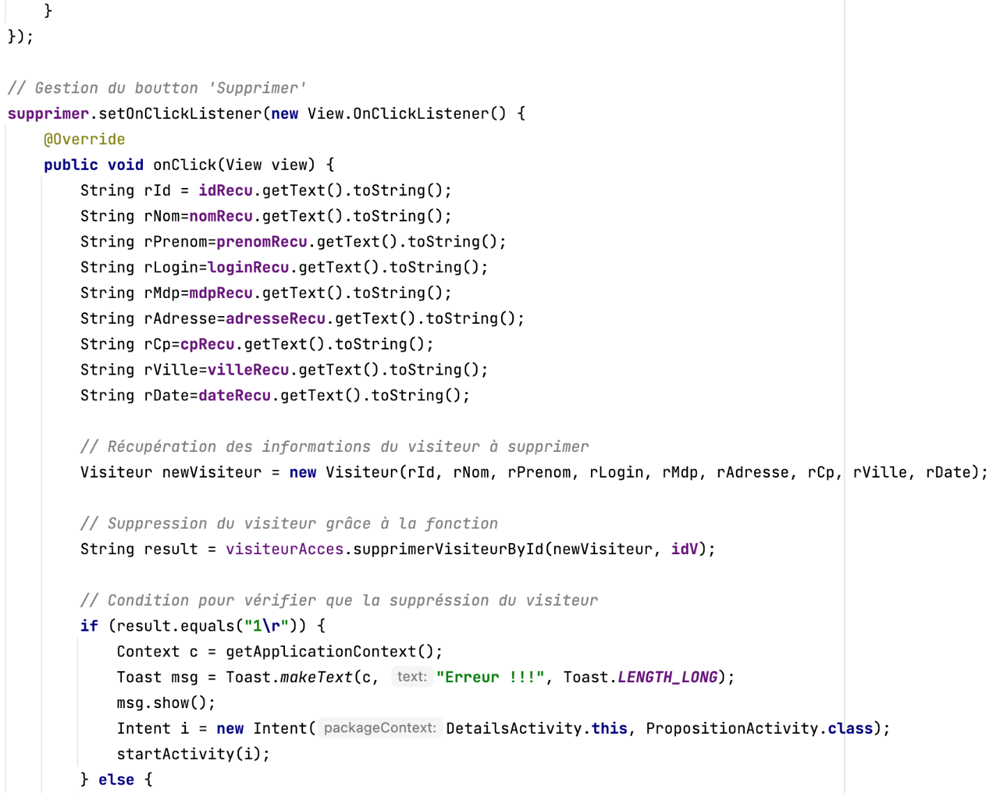 }
});
// Gestion du boutton 'Supprimer'
supprimer.setOnClickListener(new View.OnClickListener() {
@Override
public void onClick(View view) {
String rId = idRecu.getText().toString();
String rNom=nomRecu.getText().toString();
String rPrenom=prenomRecu.getText().toString();
String rLogin=loginRecu.getText().toString();
String rMdp=mdpRecu.getText().toString();
String rAdresse=adresseRecu.getText().toString();
String rCp=cpRecu.getText().toString();
String rVille=villeRecu.getText().toString();
String rDate=dateRecu.getText().toString();
// Récupération des informations du visiteur à supprimer
Visiteur newVisiteur = new Visiteur(rId, rNom, rPrenom, rLogin, rMdp, rAdresse, rCp, rVille, rDate);
// Suppression du visiteur grâce à la fonction
String result = visiteurAcces.supprimerVisiteurById(newVisiteur, idV);
// Condition pour vérifier que la suppréssion du visiteur
if (result.equals("1\r")) {
Context c = getApplicationContext();
Toast msg = Toast.makeText(c, text: "Erreur !!!", Toast.LENGTH_LONG);
msg.show();
Intent i = new Intent( packageContext: DetailsActivity.this, PropositionActivity.class);
startActivity(i);
} else {